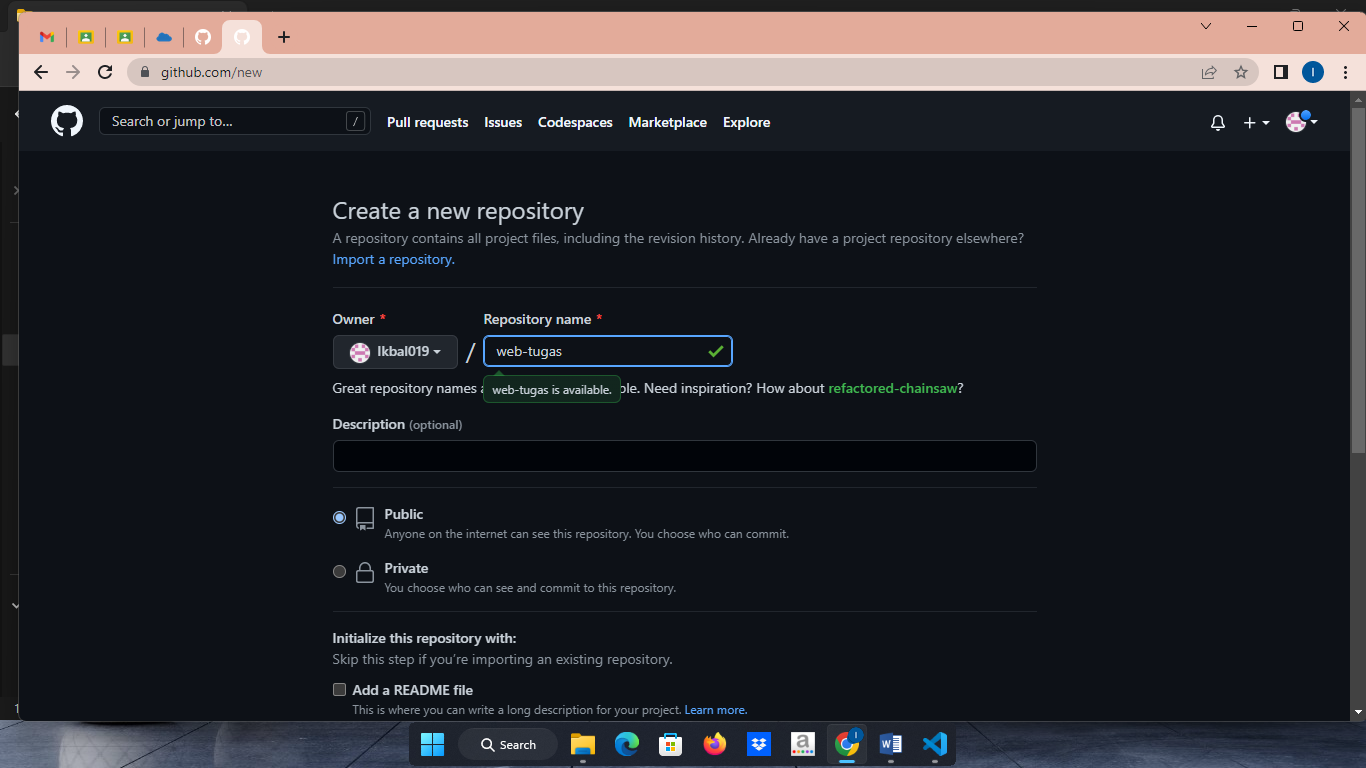 github.com/new
I
Search or jump to...
/
Pull requests
Issues
Codespaces
Marketplace
Explore
Create a new repository
A repository contains all project files, including the revision history. Already have a project repository elsewhere?
Import a repository.
Owner *
Repository name *
Ikbal019
/
web-tugas
Great repository names
web-tugas is available.
ble. Need inspiration? How about refactored-chainsaw?
Description (optional)
Public
Anyone on the internet can see this repository. You choose who can commit.
Private
You choose who can see and commit to this repository.
Initialize this repository with:
Skip this step if you're importing an existing repository.
Add a README file
This is where you can write a long description for your project. Learn more.
Search